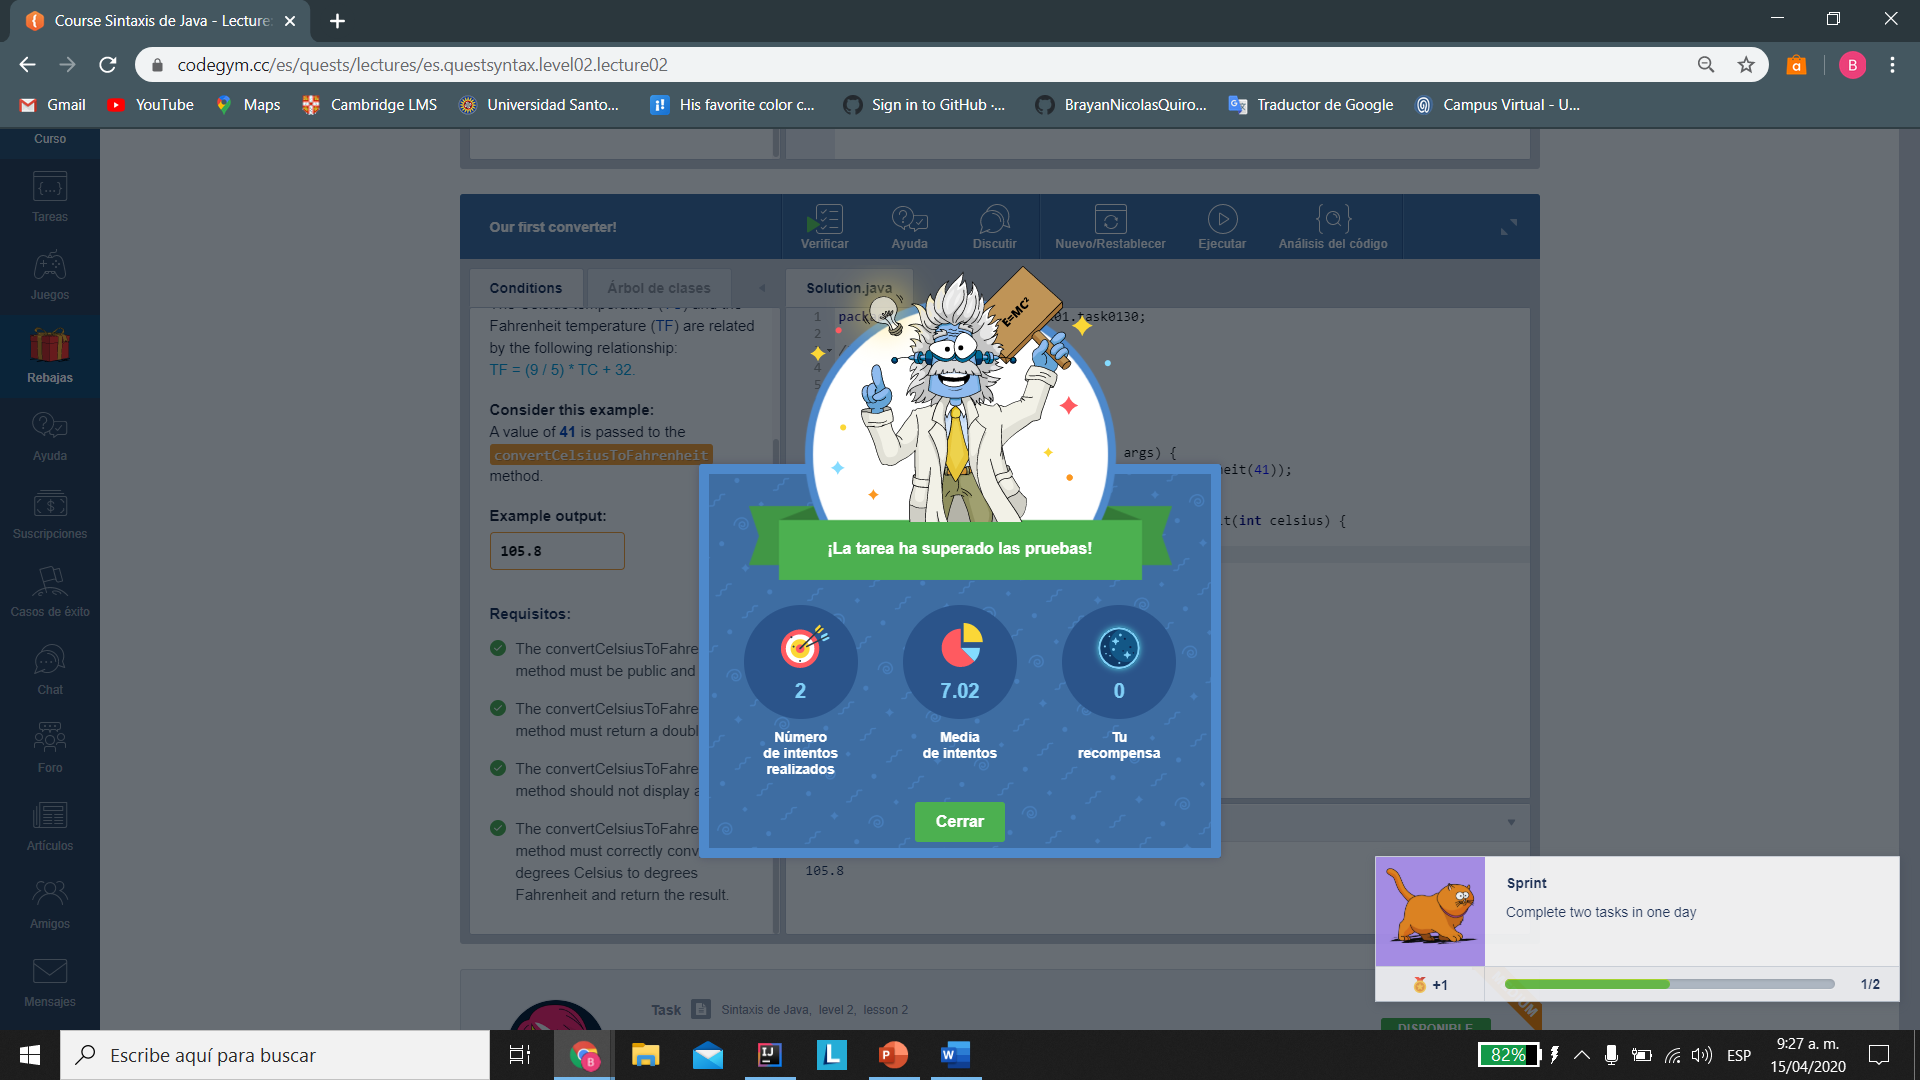 Course Sintaxis de Java - Lecture:
codegym.cc/es/quests/lectures/es.questsyntax.level02.lecture02
B
Gmail
YouTube
Maps
Cambridge LMS
Universidad Santo...
His favorite color c...
Sign in to GitHub ·...
BrayanNicolasQuiro...
Traductor de Google
Campus Virtual - U...
Curso
Tareas
Juegos
Rebajas
Ayuda
Suscripciones
Casos de éxito
Chat
Foro
Artículos
Amigos
Mensajes
Our first converter!
Verificar
Ayuda
Discutir
Nuevo/Restablecer
Ejecutar
Análisis del código
Conditions
Árbol de clases
Fahrenheit temperature (TF) are related
by the following relationship:
TF = (9 / 5) * TC + 32.
Consider this example:
A value of 41 is passed to the
convertCelsiusToFahrenheit
method.
Example output:
105.8
Requisitos:
The convertCelsiusToFahre
method must be public and
The convertCelsiusToFahre
method must return a doubl
The convertCelsiusToFahre
method should not display a
The convertCelsiusToFahre
method must correctly conv
degrees Celsius to degrees
Fahrenheit and return the result.
Solution.java
1
2
4
5
pack
01.task0130;
args) {
heit(41));
it(int celsius) {
E=MC²
¡La tarea ha superado las pruebas!
2
Número
de intentos
realizados
7.02
Media
de intentos
0
Tu
recompensa
Cerrar
105.8
Sprint
Complete two tasks in one day
+1
1/2
Task
Sintaxis de Java, level 2, lesson 2
DISPONIBLE
Escribe aquí para buscar
82%
ESP
9:27 a. m.
15/04/2020